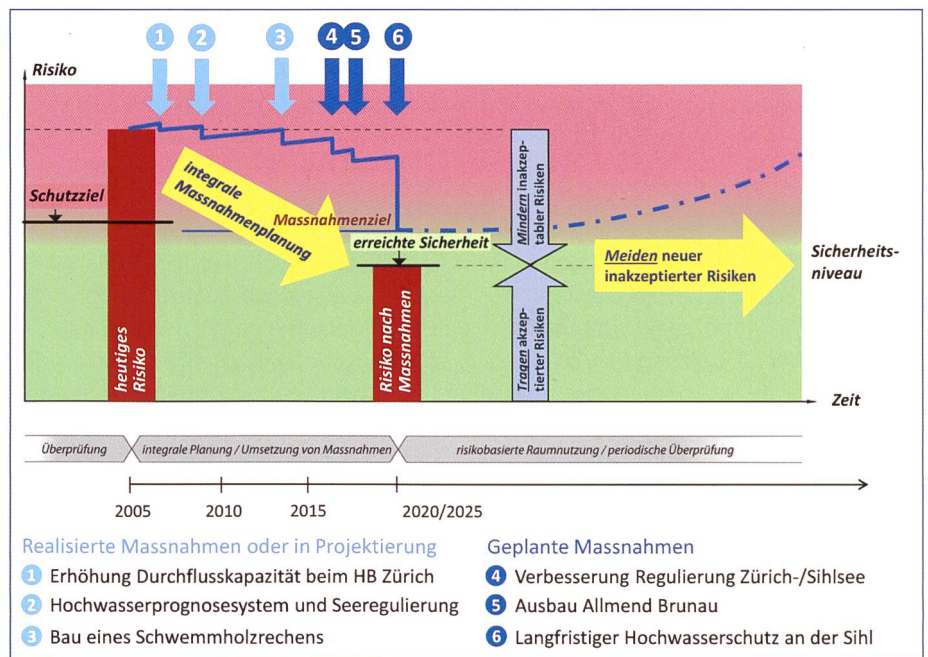 1 2 3 4 5 6
Risiko
Schutzziel
integrale
Massnahmenplanung
Massnahmenziel
erreichte Sicherheit
heutiges
Risiko
Risiko nach
Massnahmen
Mindern inakzep-
tabler Risiken
Tragen akzep-
tierter Risiken
Meiden neuer
inakzeptierter Risiken
Sicherheits-
niveau
Zeit
Überprüfung
integrale Planung / Umsetzung von Massnahmen
risikobasierte Raumnutzung / periodische Überprüfung
2005 2010 2015 2020/2025
Realisierte Massnahmen oder in Projektierung
1 Erhöhung Durchflusskapazität beim HB Zürich
2 Hochwasserprognosesystem und Seeregulierung
3 Bau eines Schwemmholzrechens
Geplante Massnahmen
4 Verbesserung Regulierung Zürich-/Sihlsee
5 Ausbau Allmend Brunau
6 Langfristiger Hochwasserschutz an der Sihl